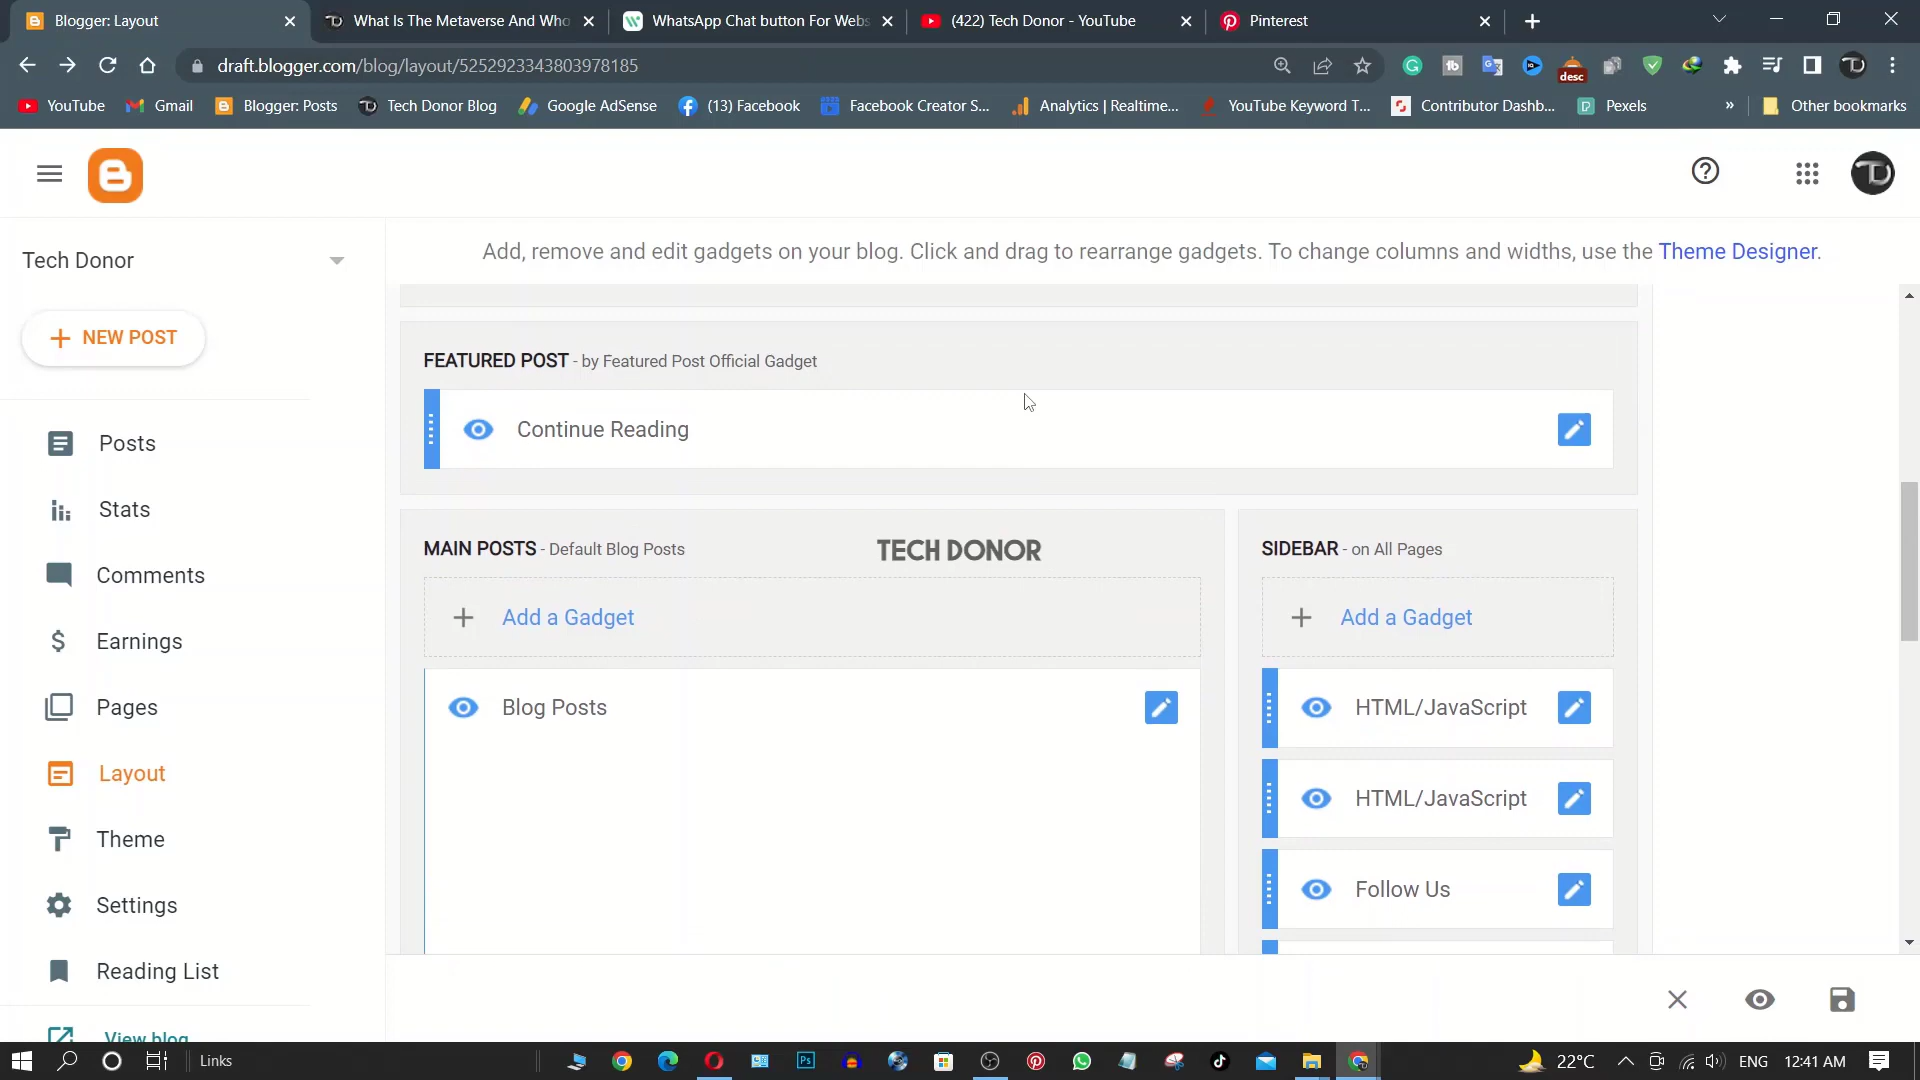 Blogger: Layout
What Is The Metaverse And Who
WhatsApp Chat button For Webs
(422) Tech Donor - YouTube
Pinterest
draft.blogger.com/blog/layout/5252923343803978185
desc
YouTube
Gmail
Blogger: Posts
Tech Donor Blog
Google AdSense
(13) Facebook
Facebook Creator S...
Analytics | Realtime...
YouTube Keyword T...
Contributor Dashb...
Pexels
»
Other bookmarks
Tech Donor
NEW POST
Posts
Stats
Comments
Earnings
Pages
Layout
Theme
Settings
Reading List
View blog
Add, remove and edit gadgets on your blog. Click and drag to rearrange gadgets. To change columns and widths, use the Theme Designer.
FEATURED POST - by Featured Post Official Gadget
Continue Reading
MAIN POSTS - Default Blog Posts
TECH DONOR
Add a Gadget
Blog Posts
SIDEBAR - on All Pages
Add a Gadget
HTML/JavaScript
HTML/JavaScript
Follow Us
Links
22°C
ENG
12:41 AM